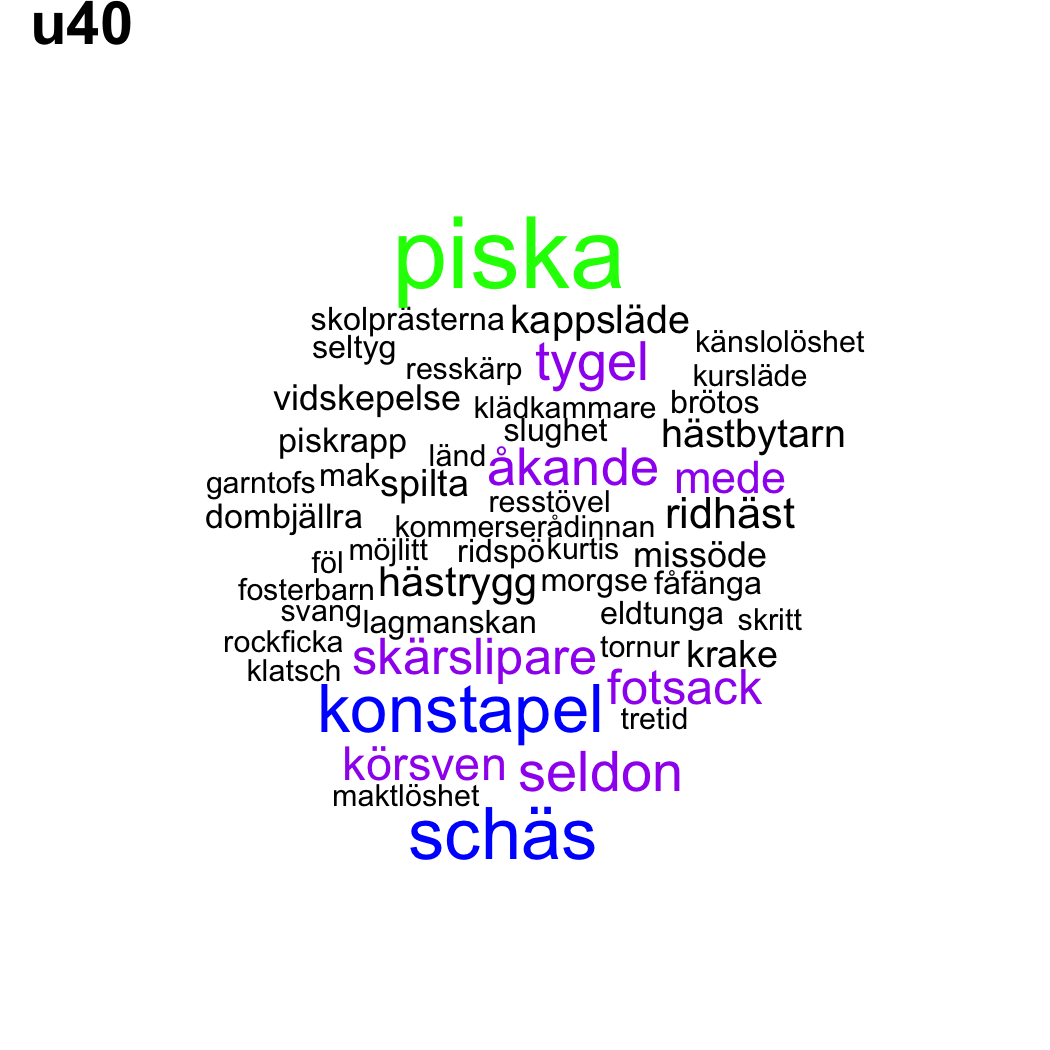 u40
piska
skolprästerna kappsläde
känslolöshet
seltyg
resskärp tygel
kursläde
vidskepelse klädkammare brötos
piskrapp slughet hästbytarn
länd åkande mede
garntofs mak spilta
resstövel
dombjällra kommerserådinnan ridhäst
föl möjlitt ridspö kurtis missöde
fosterbarn hästrygg morgse fåfänga
svang lagmanskan eldtunga skritt
rockficka skärslipare tornur krake
klatsch
konstapel fotsack
tretid
körsven seldon
maktlöshet
schäs